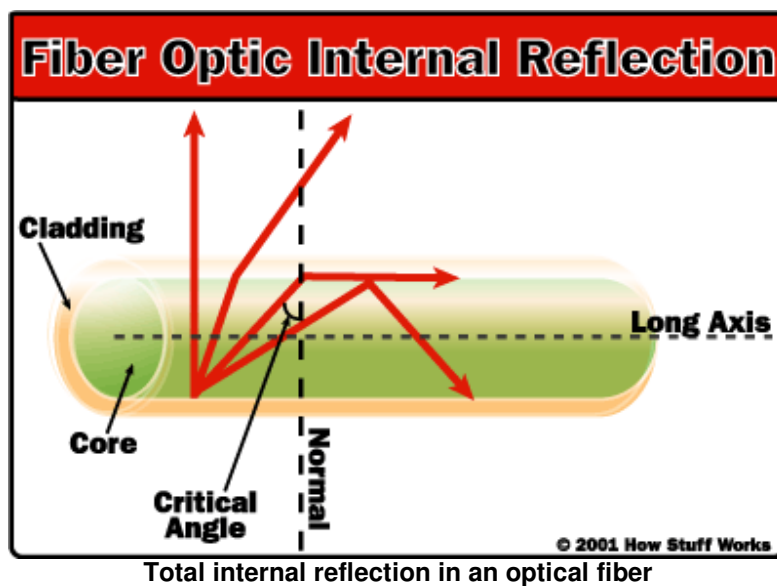 Fiber Optic Internal Reflection
Cladding
Long Axis
Core
Normal
Critical
Angle
© 2001 How Stuff Works
Total internal reflection in an optical fiber